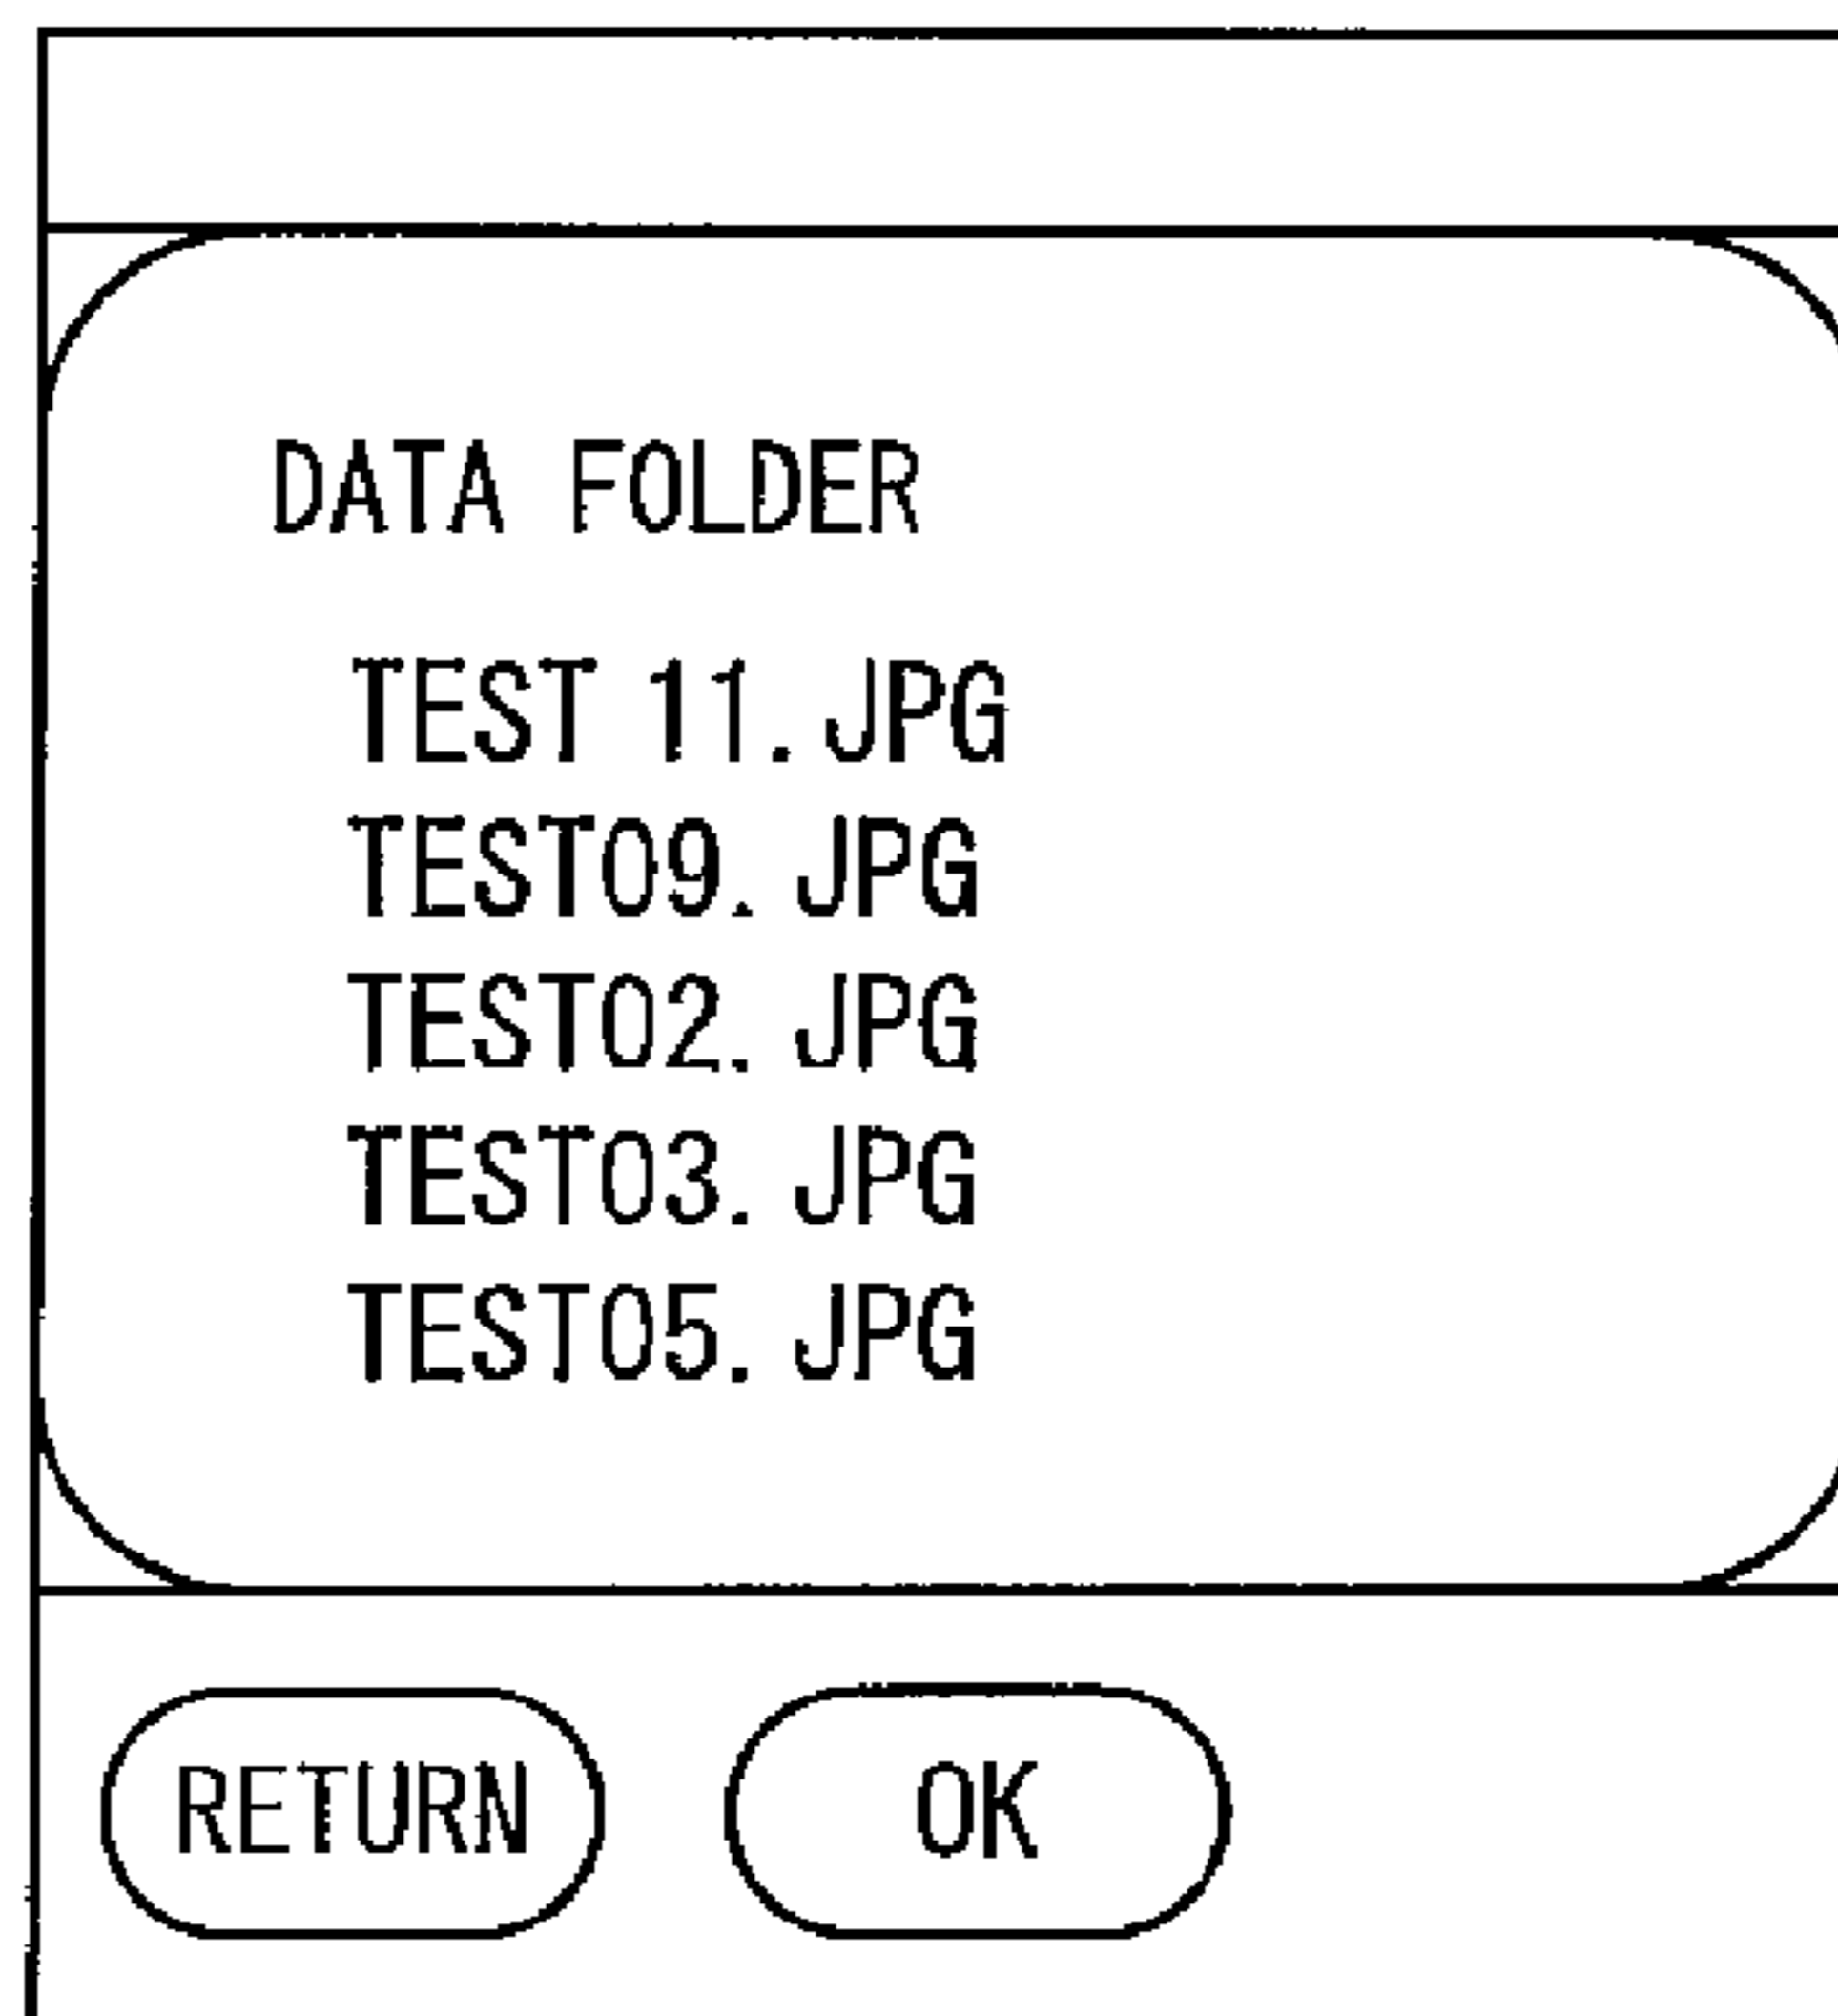 DATA FOLDER
TEST 11. JPG
TEST09. JPG
TEST02. JPG
TEST03. JPG
TEST05. JPG
RETURN OK